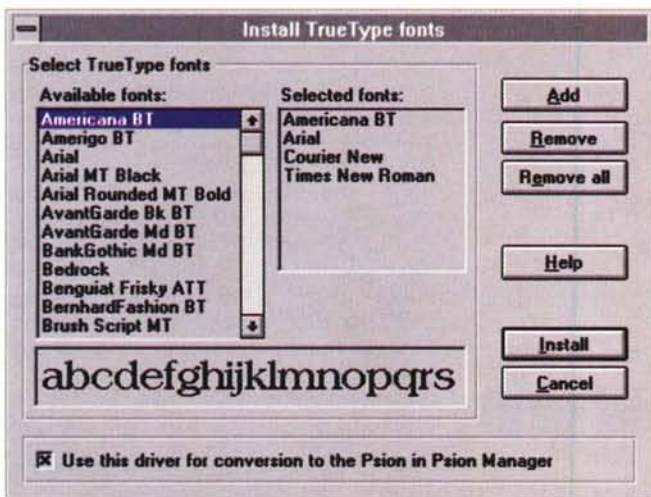 Install TrueType fonts
Select TrueType fonts
Available fonts:
Americana BT
Amerigo BT
Arial
Arial MT Black
Arial Rounded MT Bold
AvantGarde Bk BT
AvantGarde Md BT
BankGothic Md BT
Bedrock
Benguiat Frisky ATT
BernhardFashion BT
Brush Script MT
Selected fonts:
Americana BT
Arial
Courier New
Times New Roman
abcdefghijklmnopqrs
Add
Remove
Remove all
Help
Install
Cancel
Use this driver for conversion to the Psion in Psion Manager